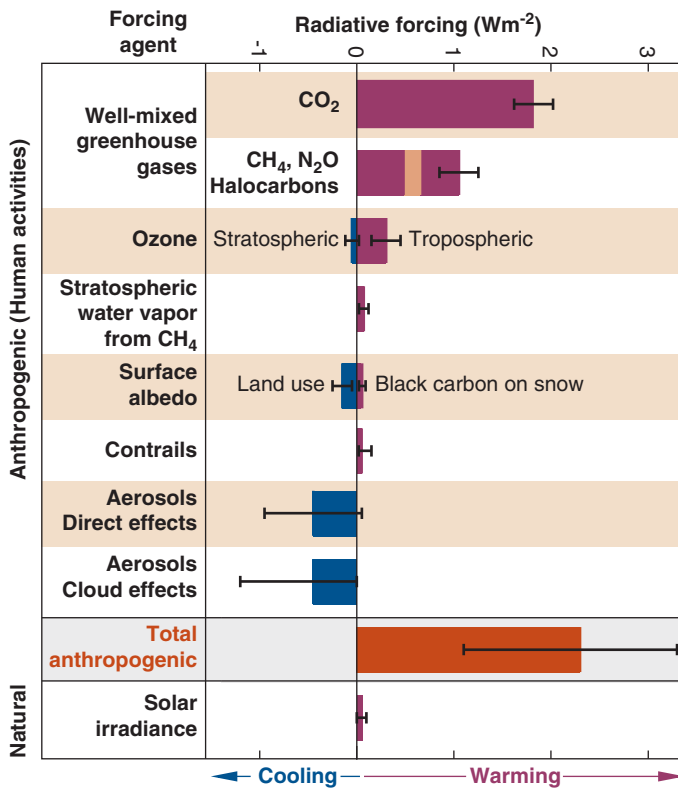 Forcing agent
Radiative forcing (Wm⁻²)
-1 0 1 2 3
Anthropogenic (Human activities)
Well-mixed
greenhouse
gases
CO₂
CH₄, N₂O
Halocarbons
Ozone
Stratospheric
Tropospheric
Stratospheric
water vapor
from CH₄
Surface
albedo
Land use
Black carbon on snow
Contrails
Aerosols
Direct effects
Aerosols
Cloud effects
Total
anthropogenic
Natural
Solar
irradiance
Cooling
Warming